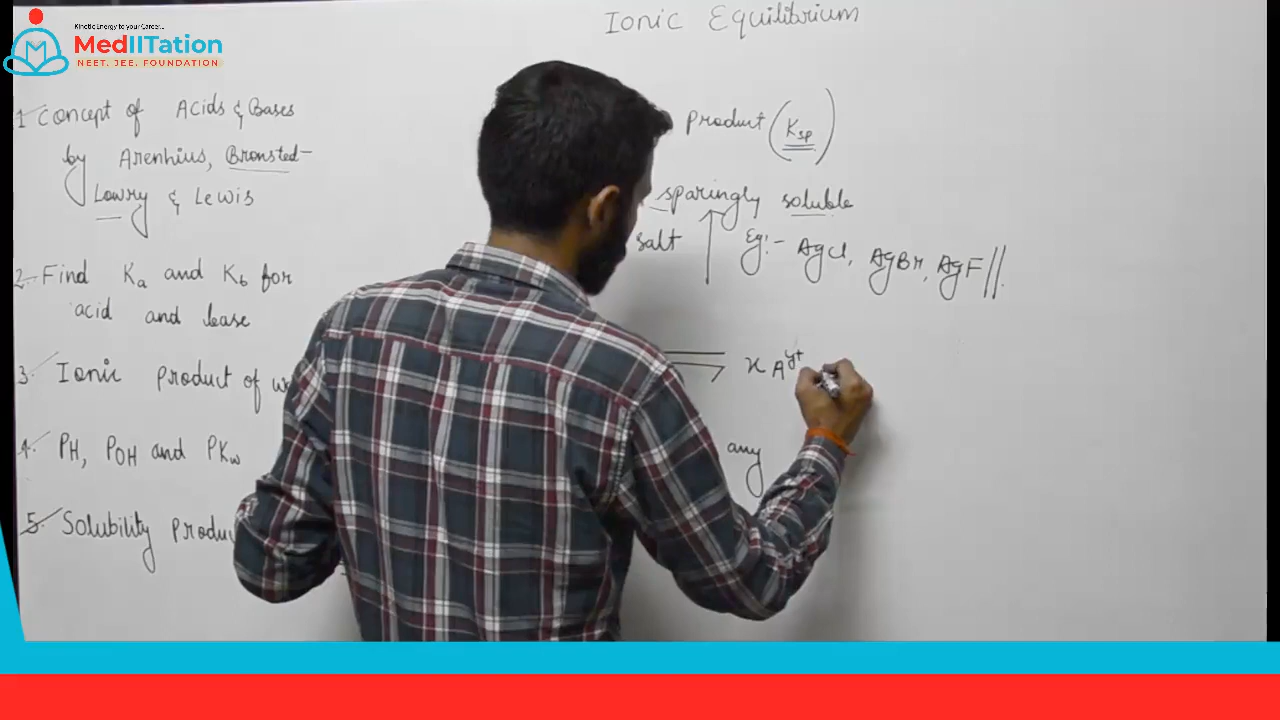 Kinetic Energy to your Career...
MedIITation
NEET. JEE. FOUNDATION
Ionic Equilibrium
1. Concept of Acids & Bases
by Arenhius, Bronsted-
Lowry & Lewis
2. Find Ka and Kb for
acid and base
3. Ionic product of
4. PH, POH and PKw
5. Solubility Produ
Product (Ksp)
sparingly soluble
salt Eg:- AgCl, AgBr, AgF //
⇌ x A^y+
any